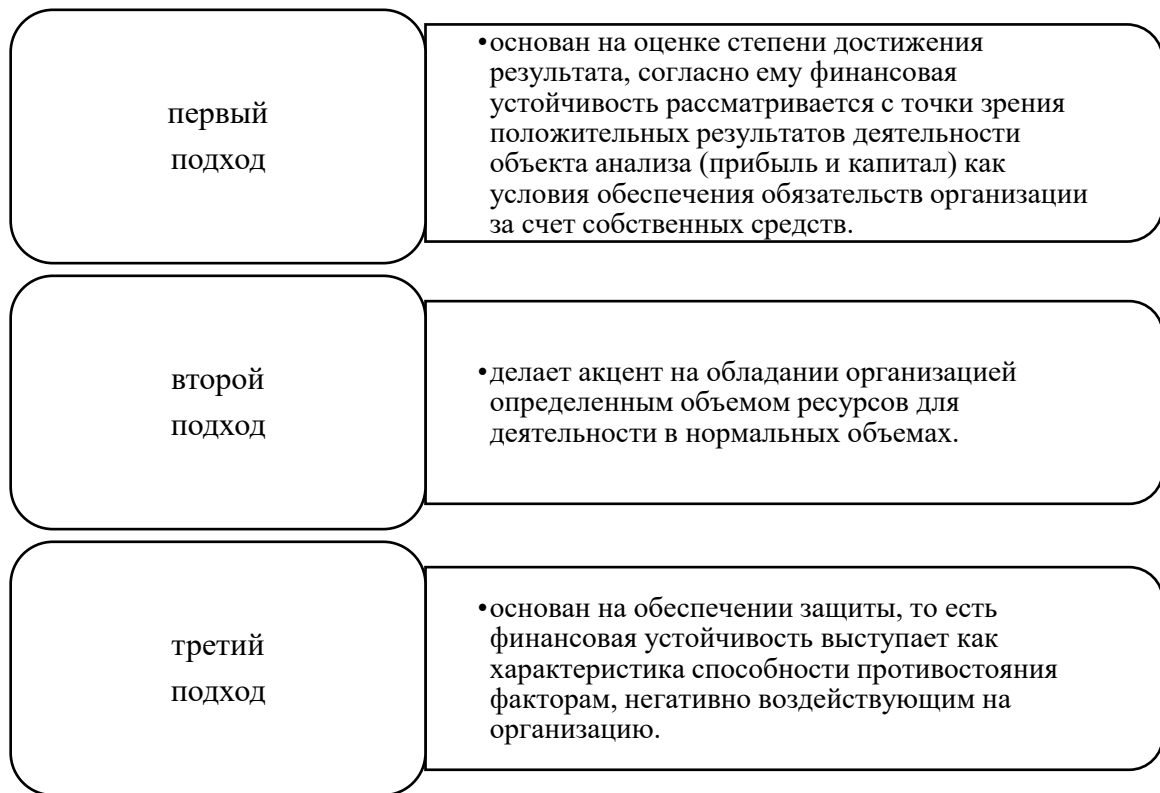 первый
подход
•основан на оценке степени достижения
результата, согласно ему финансовая
устойчивость рассматривается с точки зрения
положительных результатов деятельности
объекта анализа (прибыль и капитал) как
условия обеспечения обязательств организации
за счет собственных средств.
второй
подход
•делает акцент на обладании организацией
определенным объемом ресурсов для
деятельности в нормальных объемах.
третий
подход
•основан на обеспечении защиты, то есть
финансовая устойчивость выступает как
характеристика способности противостояния
факторам, негативно воздействующим на
организацию.